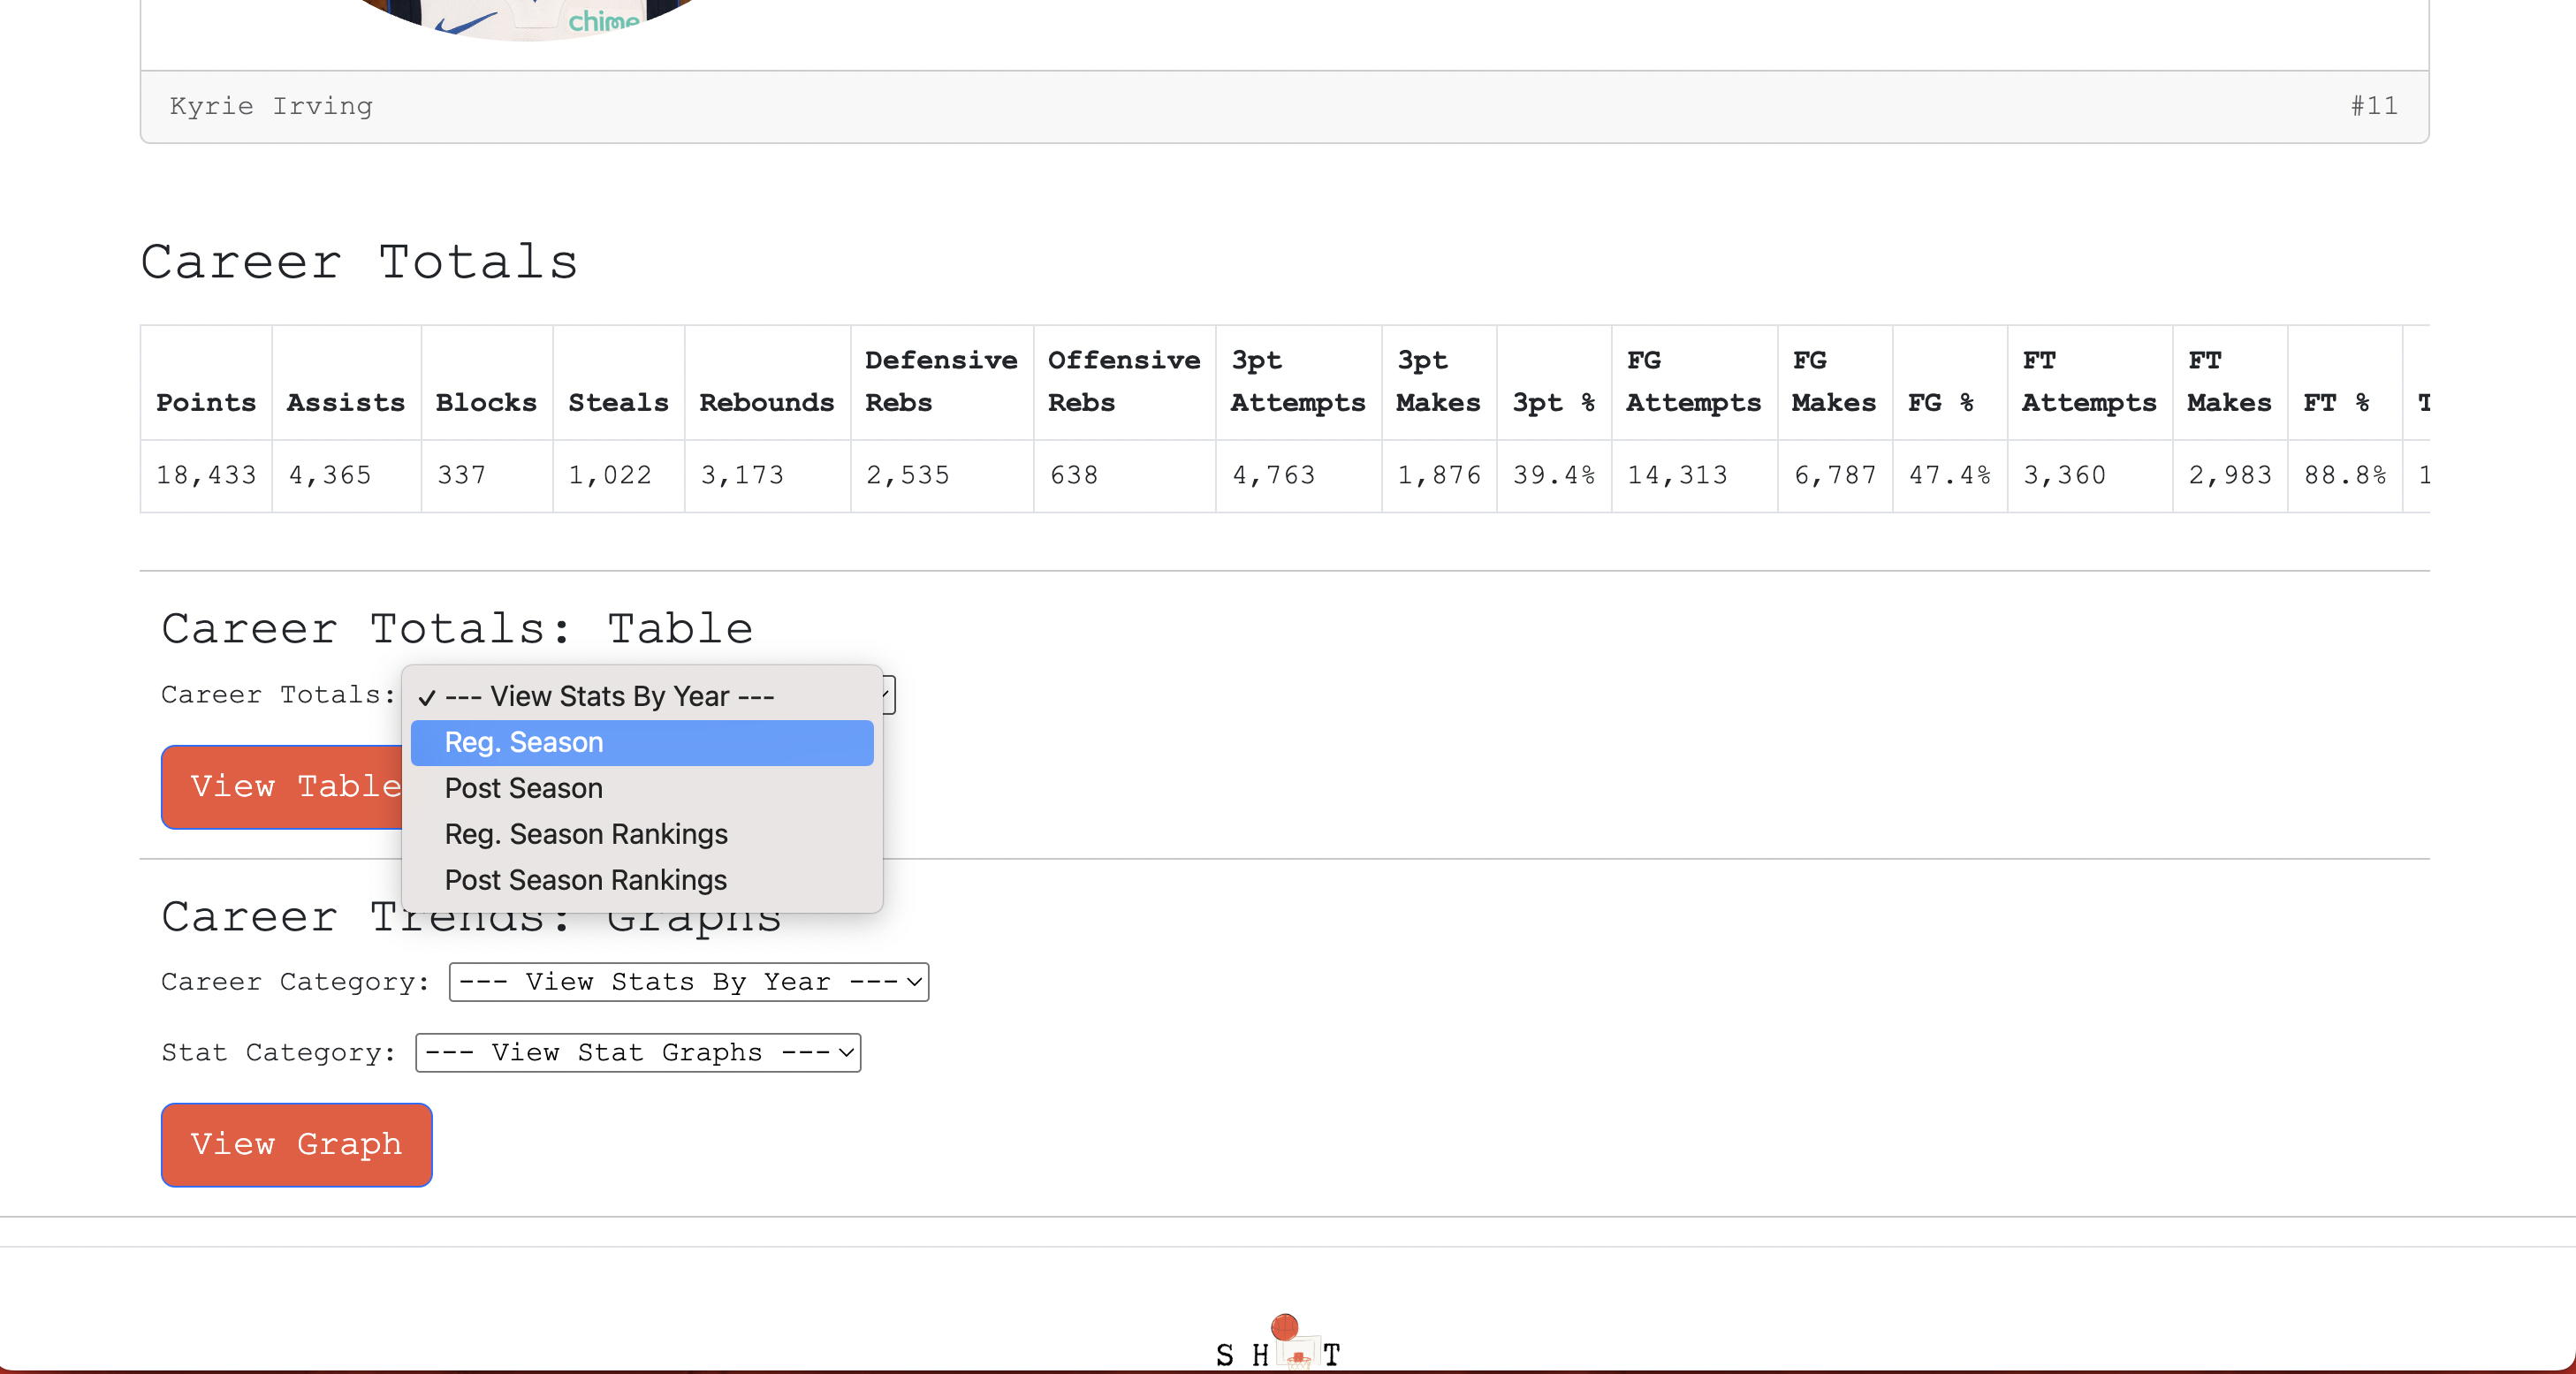 chime
Kyrie Irving #11
Career Totals
Points Assists Blocks Steals Rebounds Defensive Rebs Offensive Rebs 3pt Attempts 3pt Makes 3pt % FG Attempts FG Makes FG % FT Attempts FT Makes FT %
18,433 4,365 337 1,022 3,173 2,535 638 4,763 1,876 39.4% 14,313 6,787 47.4% 3,360 2,983 88.8%
Career Totals: Table
Career Totals:
✓ --- View Stats By Year ---
Reg. Season
Post Season
Reg. Season Rankings
Post Season Rankings
View Table
Career Trends: Graphs
Career Category: --- View Stats By Year ---
Stat Category: --- View Stat Graphs ---
View Graph
S H T